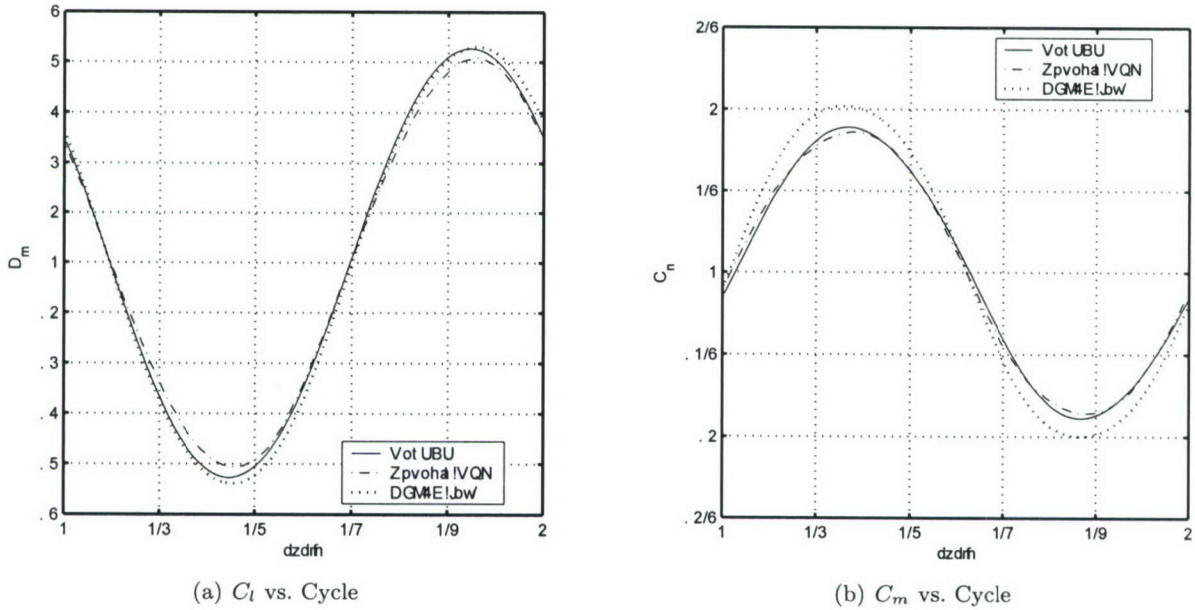 6
5
4
3
2
1
. 2
.3
.4
.5
.6
D_m
1
1/3
1/5
1/7
1/9
2
dzdrfh
Vot UBU
Zpvohá !VQN
DGM4E!.bw
(a) C_l vs. Cycle
2/6
2
1/6
1
. 1/6
. 2
. 2/6
C_n
1
1/3
1/5
1/7
1/9
2
dzdrfh
Vot UBU
Zpvohá !VQN
DGM4E!.bw
(b) C_m vs. Cycle